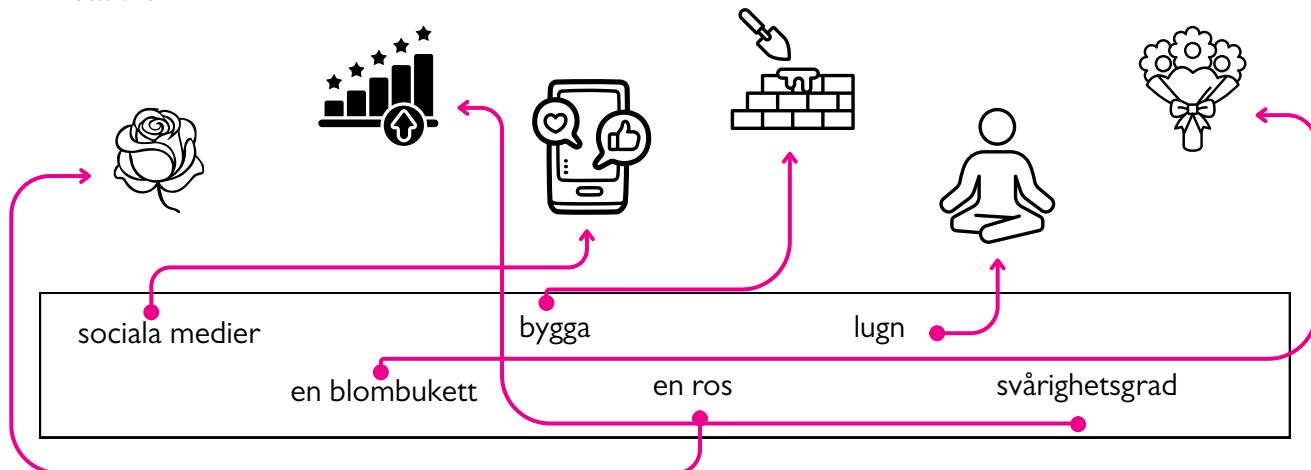 sociala medier bygga lugn
en blombukett en ros svårighetsgrad